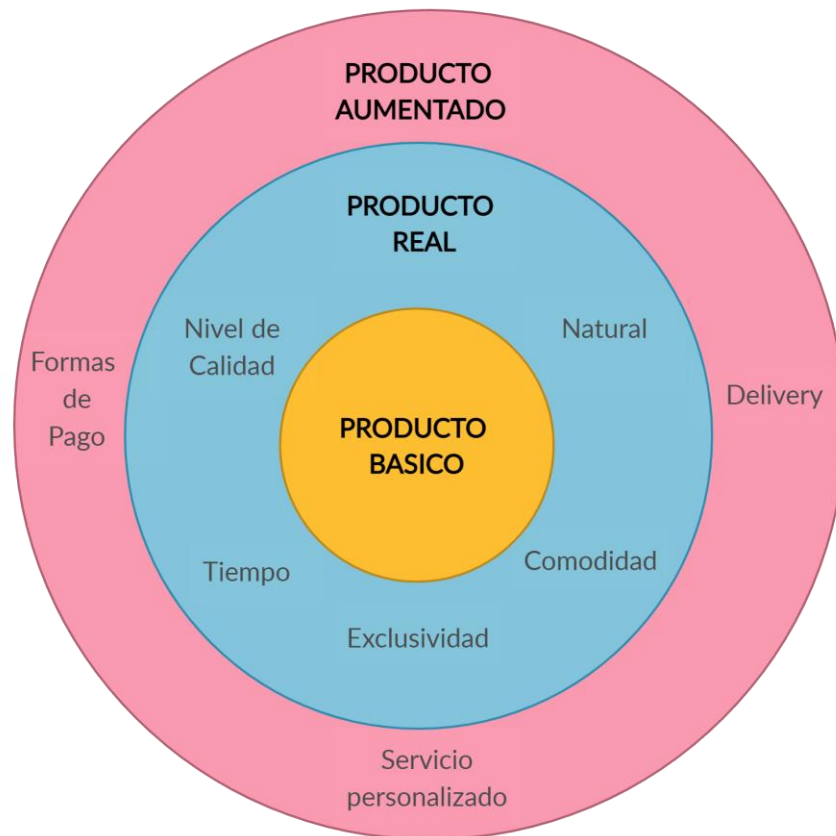 PRODUCTO
AUMENTADO
PRODUCTO
REAL
Nivel de
Calidad
Natural
Formas
de
Pago
Delivery
PRODUCTO
BASICO
Tiempo
Comodidad
Exclusividad
Servicio
personalizado